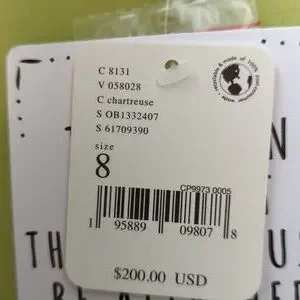 C 8131
V 058028
C chartreuse
S OB1332407
S 61709390
size
8
CP9973 0005
1 95889 09807 8
$200.00 USD